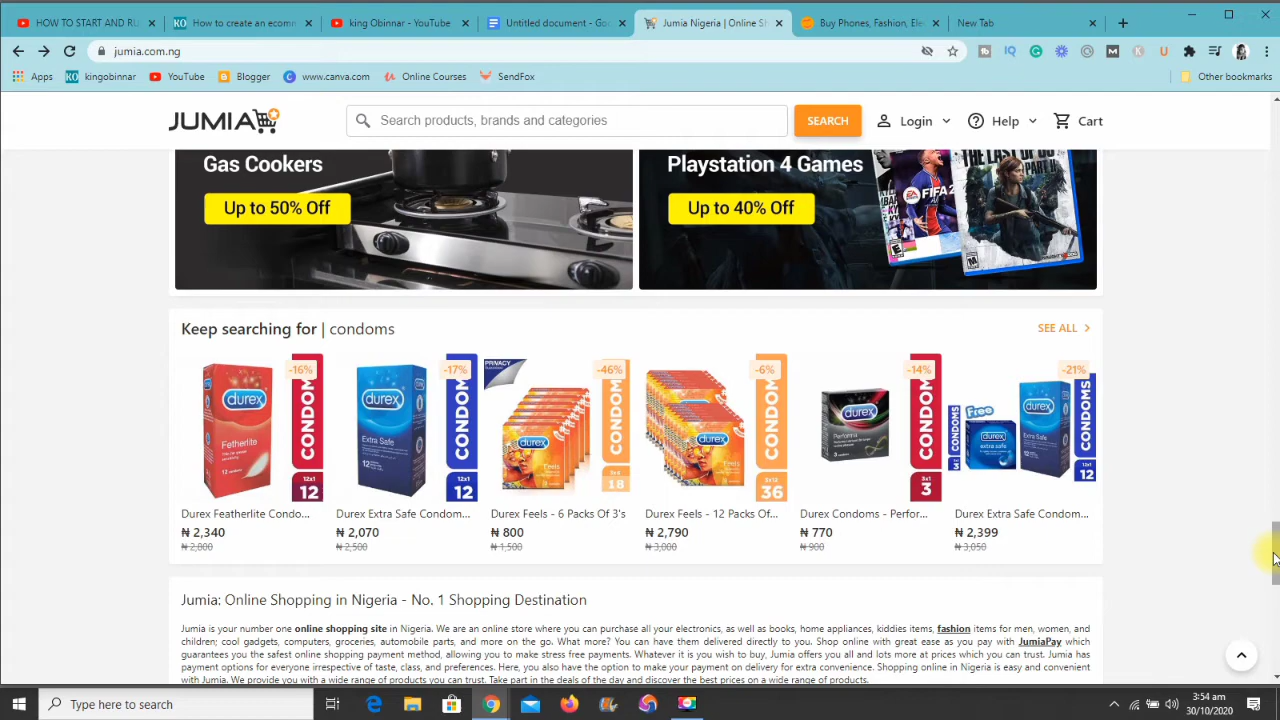 HOW TO START AND RU
How to create an ecomm
king Obinnar - YouTube
Untitled document - Goo
Jumia Nigeria | Online Sh
Buy Phones, Fashion, Ele
New Tab
jumia.com.ng
Apps
kingobinnar
YouTube
Blogger
www.canva.com
Online Courses
SendFox
Other bookmarks
JUMIA
Search products, brands and categories
SEARCH
Login
Help
Cart
Gas Cookers
Up to 50% Off
Playstation 4 Games
Up to 40% Off
Keep searching for | condoms
SEE ALL
-16%
-17%
-46%
-6%
-14%
-21%
Durex Featherlite Condo...
Durex Extra Safe Condom...
Durex Feels - 6 Packs Of 3's
Durex Feels - 12 Packs Of...
Durex Condoms - Perfor...
Durex Extra Safe Condom...
₦ 2,340
₦ 2,070
₦ 800
₦ 2,790
₦ 770
₦ 2,399
₦ 2,800
₦ 2,500
₦ 1,500
₦ 3,000
₦ 900
₦ 3,050
Jumia: Online Shopping in Nigeria - No. 1 Shopping Destination
Jumia is your number one online shopping site in Nigeria. We are an online store where you can purchase all your electronics, as well as books, home appliances, kiddies items, fashion items for men, women, and
children; cool gadgets, computers, groceries, automobile parts, and more on the go. What more? You can have them delivered directly to you. Shop online with great ease as you pay with JumiaPay which
guarantees you the safest online shopping payment method, allowing you to make stress free payments. Whatever it is you wish to buy, Jumia offers you all and lots more at prices which you can trust. Jumia has
payment options for everyone irrespective of taste, class, and preferences. Here, you also have the option to make your payment on delivery for extra convenience. Shopping online in Nigeria is easy and convenient
with Jumia. We provide you with a wide range of products you can trust. Take part in the deals of the day and discover the best prices on a wide range of products.
Type here to search
3:54 am
30/10/2020